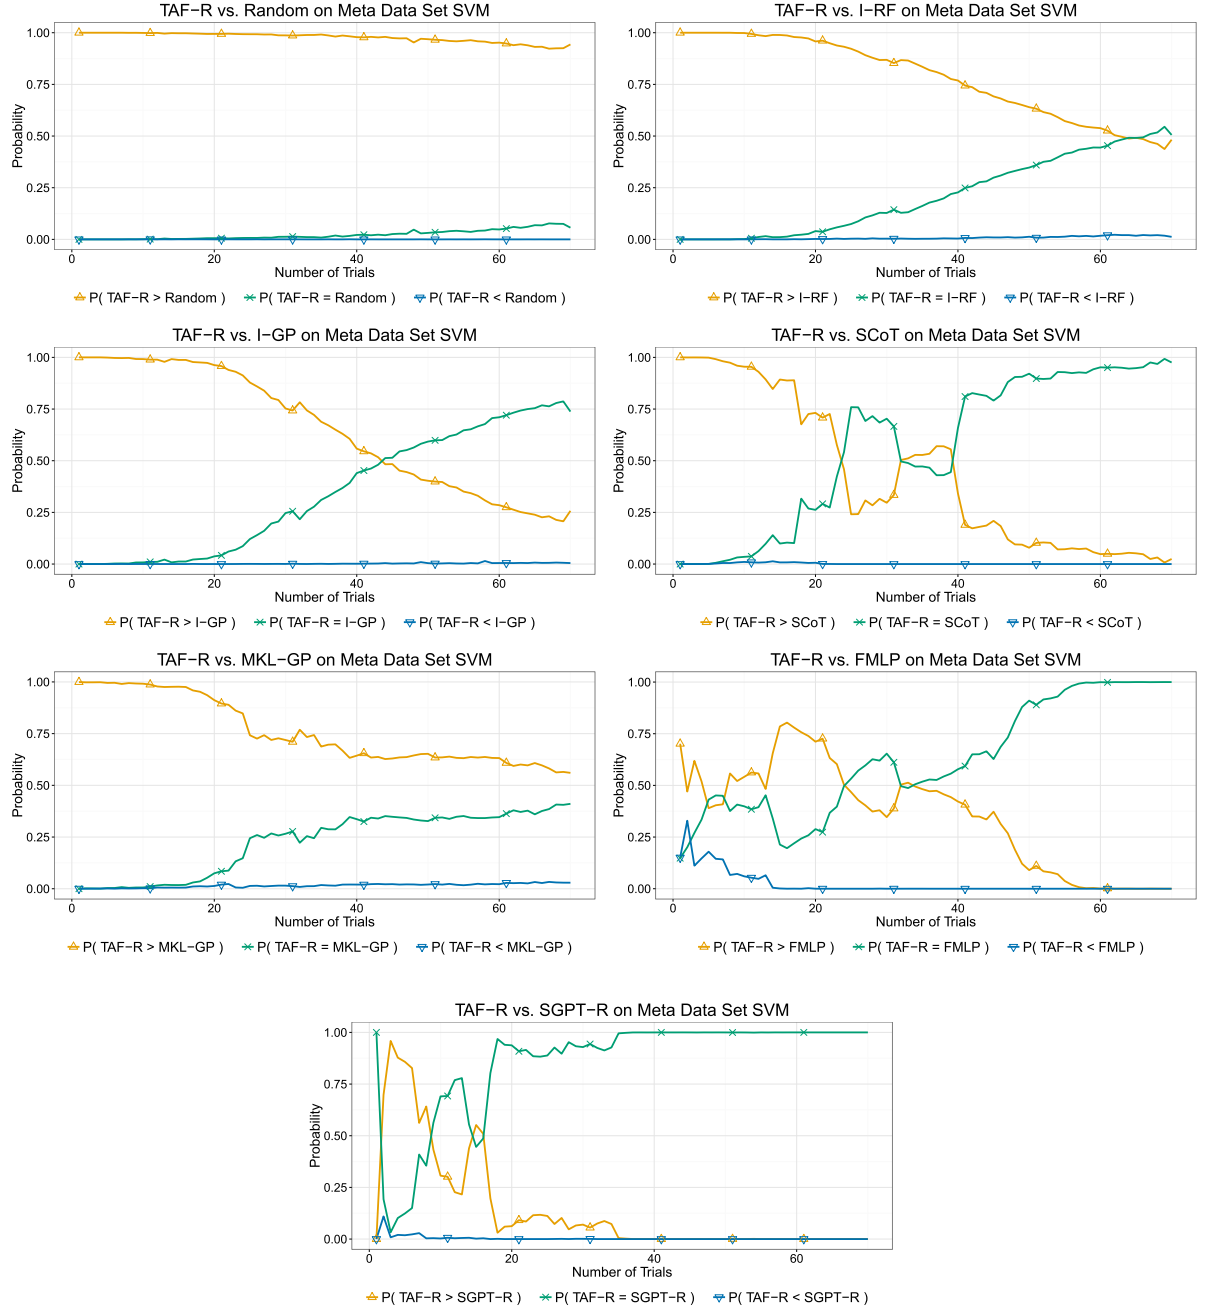 TAF−R vs. Random on Meta Data Set SVM
1.00
0.75
0.50
0.25
0.00
Probability
0 20 40 60
Number of Trials
P( TAF−R > Random ) P( TAF−R = Random ) P( TAF−R < Random )
TAF−R vs. I−RF on Meta Data Set SVM
1.00
0.75
0.50
0.25
0.00
Probability
0 20 40 60
Number of Trials
P( TAF−R > I−RF ) P( TAF−R = I−RF ) P( TAF−R < I−RF )
TAF−R vs. I−GP on Meta Data Set SVM
1.00
0.75
0.50
0.25
0.00
Probability
0 20 40 60
Number of Trials
P( TAF−R > I−GP ) P( TAF−R = I−GP ) P( TAF−R < I−GP )
TAF−R vs. SCoT on Meta Data Set SVM
1.00
0.75
0.50
0.25
0.00
Probability
0 20 40 60
Number of Trials
P( TAF−R > SCoT ) P( TAF−R = SCoT ) P( TAF−R < SCoT )
TAF−R vs. MKL−GP on Meta Data Set SVM
1.00
0.75
0.50
0.25
0.00
Probability
0 20 40 60
Number of Trials
P( TAF−R > MKL−GP ) P( TAF−R = MKL−GP ) P( TAF−R < MKL−GP )
TAF−R vs. FMLP on Meta Data Set SVM
1.00
0.75
0.50
0.25
0.00
Probability
0 20 40 60
Number of Trials
P( TAF−R > FMLP ) P( TAF−R = FMLP ) P( TAF−R < FMLP )
TAF−R vs. SGPT−R on Meta Data Set SVM
1.00
0.75
0.50
0.25
0.00
Probability
0 20 40 60
Number of Trials
P( TAF−R > SGPT−R ) P( TAF−R = SGPT−R ) P( TAF−R < SGPT−R )